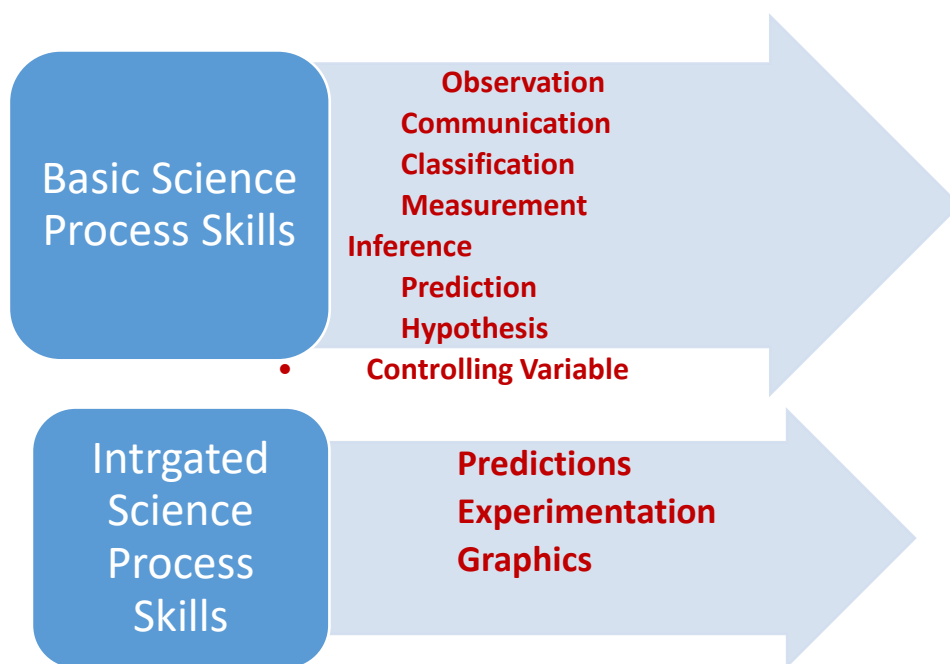 Basic Science
Process Skills
Observation
Communication
Classification
Measurement
Inference
Prediction
Hypothesis
• Controlling Variable
Intrgated
Science
Process
Skills
Predictions
Experimentation
Graphics